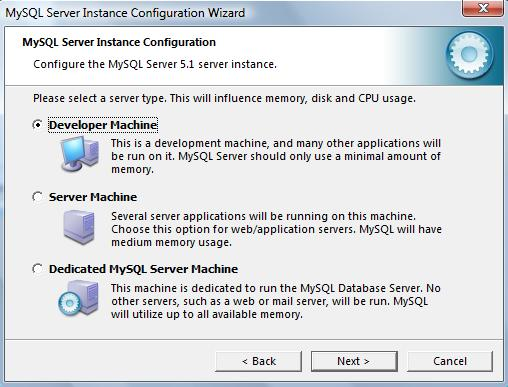 MySQL Server Instance Configuration Wizard
MySQL Server Instance Configuration
Configure the MySQL Server 5.1 server instance.
Please select a server type. This will influence memory, disk and CPU usage.
Developer Machine
This is a development machine, and many other applications will
be run on it. MySQL Server should only use a minimal amount of
memory.
Server Machine
Several server applications will be running on this machine.
Choose this option for web/application servers. MySQL will have
medium memory usage.
Dedicated MySQL Server Machine
This machine is dedicated to run the MySQL Database Server. No
other servers, such as a web or mail server, will be run. MySQL
will utilize up to all available memory.
< Back
Next >
Cancel